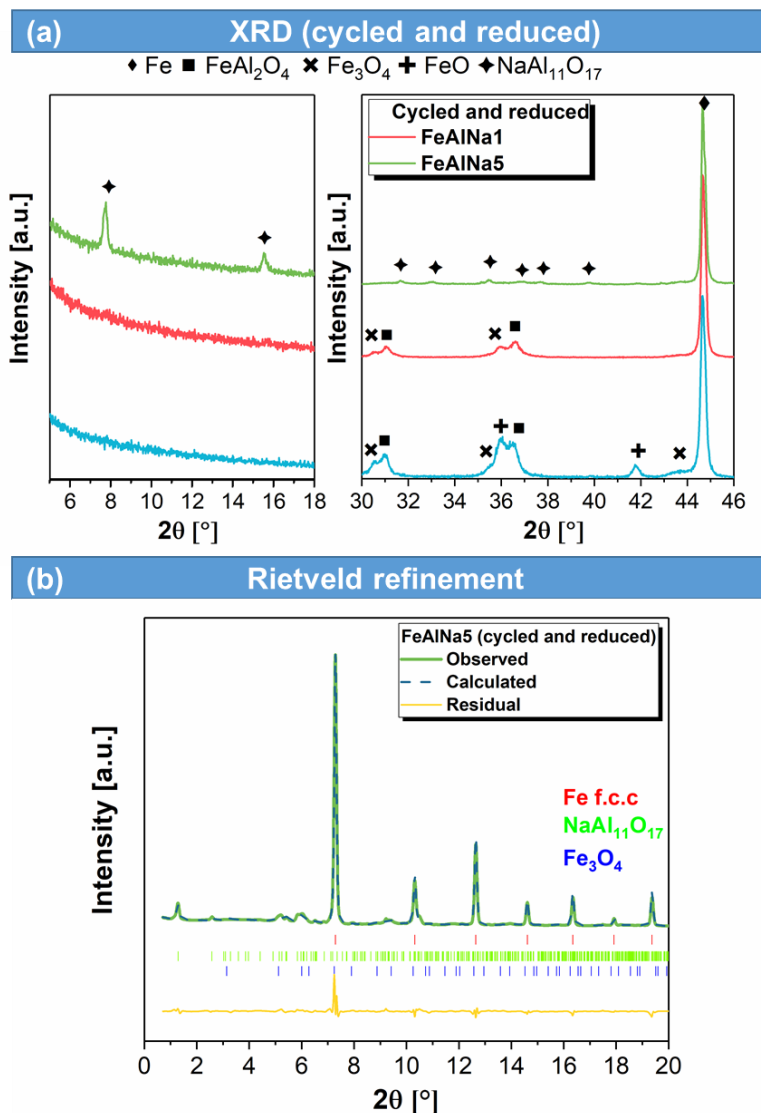 (a) XRD (cycled and reduced)
♦ Fe ■ FeAl₂O₄ ✖ Fe₃O₄ ✚ FeO ✦ NaAl₁₁O₁₇
Intensity [a.u.]
6 8 10 12 14 16 18
2θ [°]
Intensity [a.u.]
Cycled and reduced
FeAlNa1
FeAlNa5
30 32 34 36 38 40 42 44 46
2θ [°]
(b) Rietveld refinement
Intensity [a.u.]
FeAlNa5 (cycled and reduced)
Observed
Calculated
Residual
Fe f.c.c
NaAl₁₁O₁₇
Fe₃O₄
0 2 4 6 8 10 12 14 16 18 20
2θ [°]